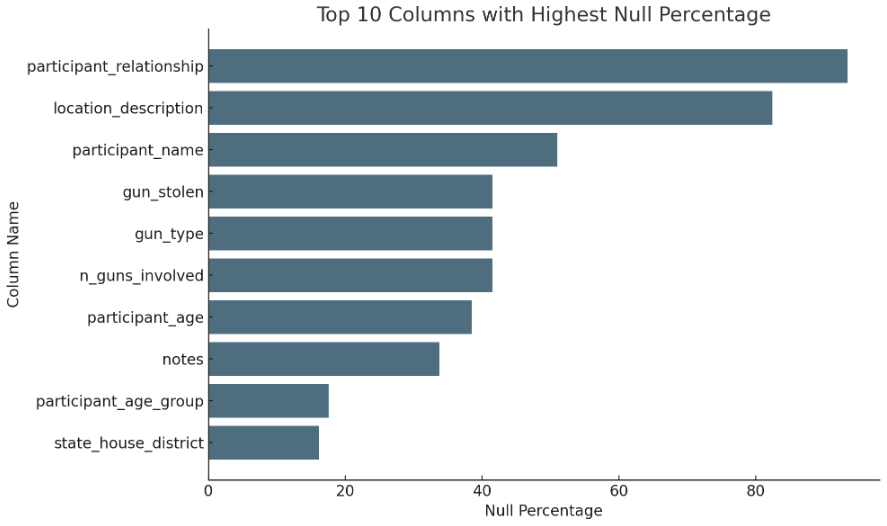 Top 10 Columns with Highest Null Percentage
Column Name
participant_relationship
location_description
participant_name
gun_stolen
gun_type
n_guns_involved
participant_age
notes
participant_age_group
state_house_district
0 20 40 60 80
Null Percentage